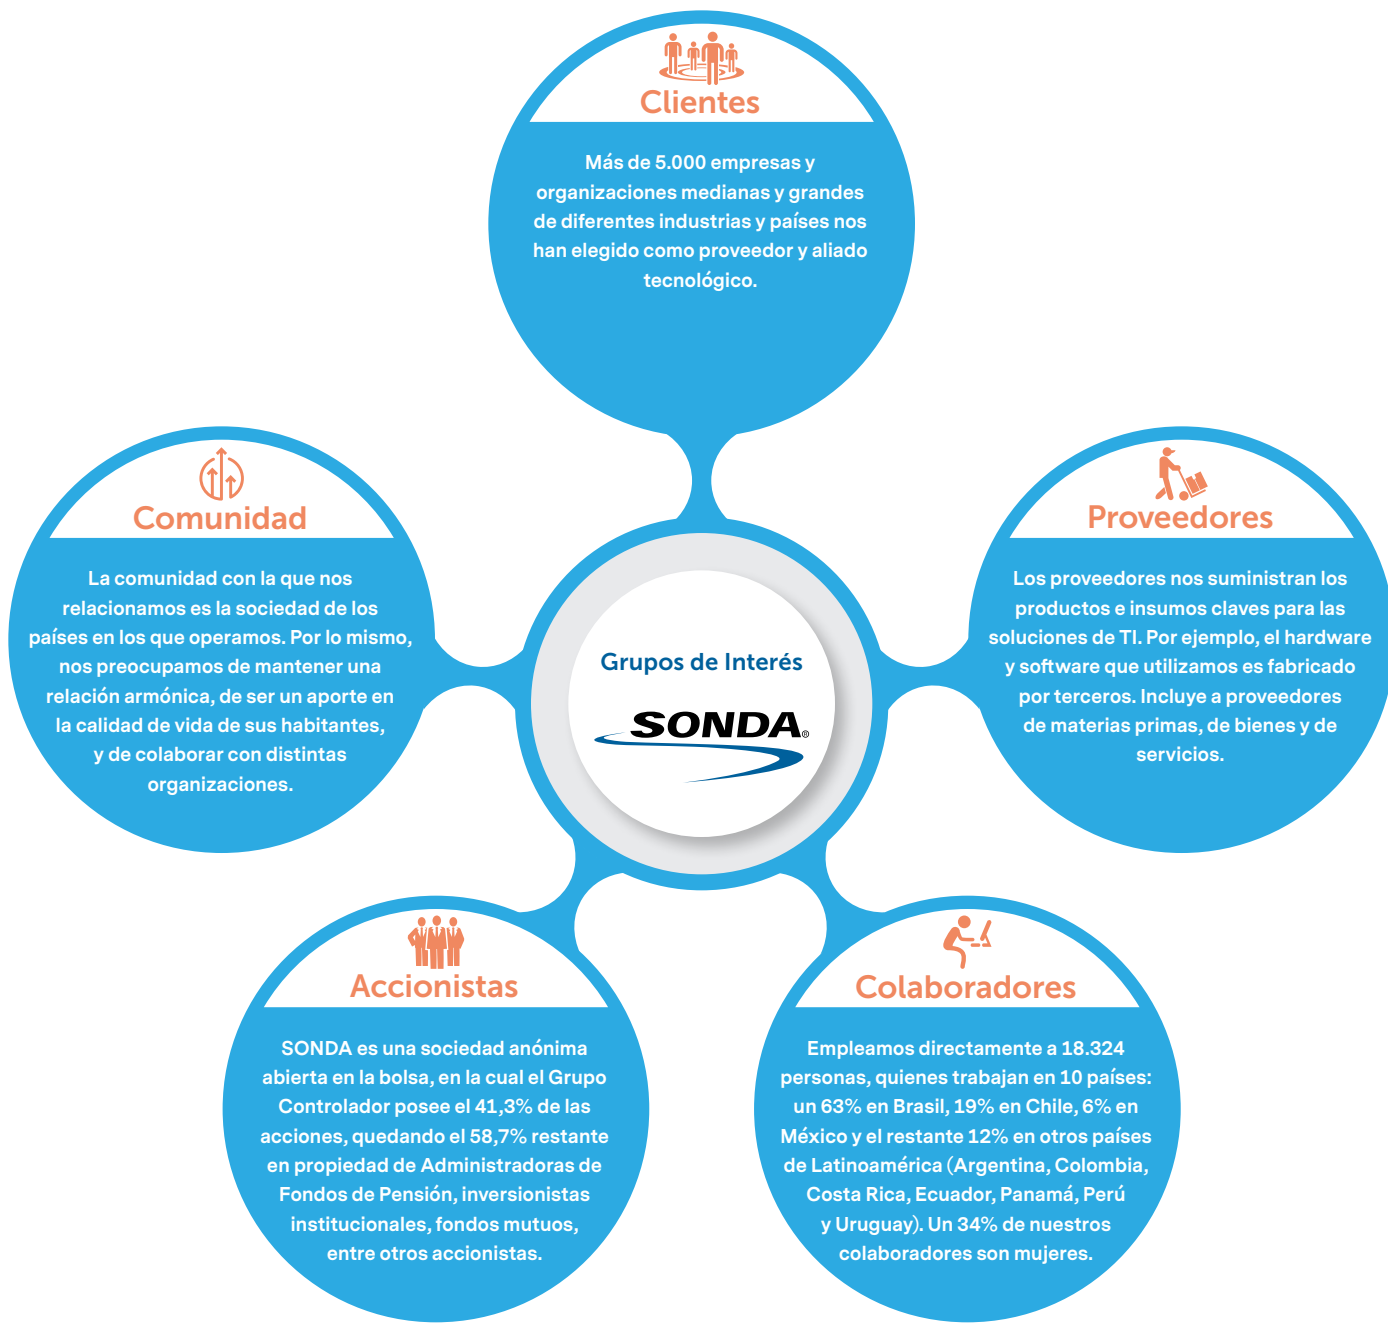 Clientes
Más de 5.000 empresas y
organizaciones medianas y grandes
de diferentes industrias y países nos
han elegido como proveedor y aliado
tecnológico.
Comunidad
La comunidad con la que nos
relacionamos es la sociedad de los
países en los que operamos. Por lo mismo,
nos preocupamos de mantener una
relación armónica, de ser un aporte en
la calidad de vida de sus habitantes,
y de colaborar con distintas
organizaciones.
Grupos de Interés
SONDA®
Proveedores
Los proveedores nos suministran los
productos e insumos claves para las
soluciones de TI. Por ejemplo, el hardware
y software que utilizamos es fabricado
por terceros. Incluye a proveedores
de materias primas, de bienes y de
servicios.
Accionistas
SONDA es una sociedad anónima
abierta en la bolsa, en la cual el Grupo
Controlador posee el 41,3% de las
acciones, quedando el 58,7% restante
en propiedad de Administradoras de
Fondos de Pensión, inversionistas
institucionales, fondos mutuos,
entre otros accionistas.
Colaboradores
Empleamos directamente a 18.324
personas, quienes trabajan en 10 países:
un 63% en Brasil, 19% en Chile, 6% en
México y el restante 12% en otros países
de Latinoamérica (Argentina, Colombia,
Costa Rica, Ecuador, Panamá, Perú
y Uruguay). Un 34% de nuestros
colaboradores son mujeres.